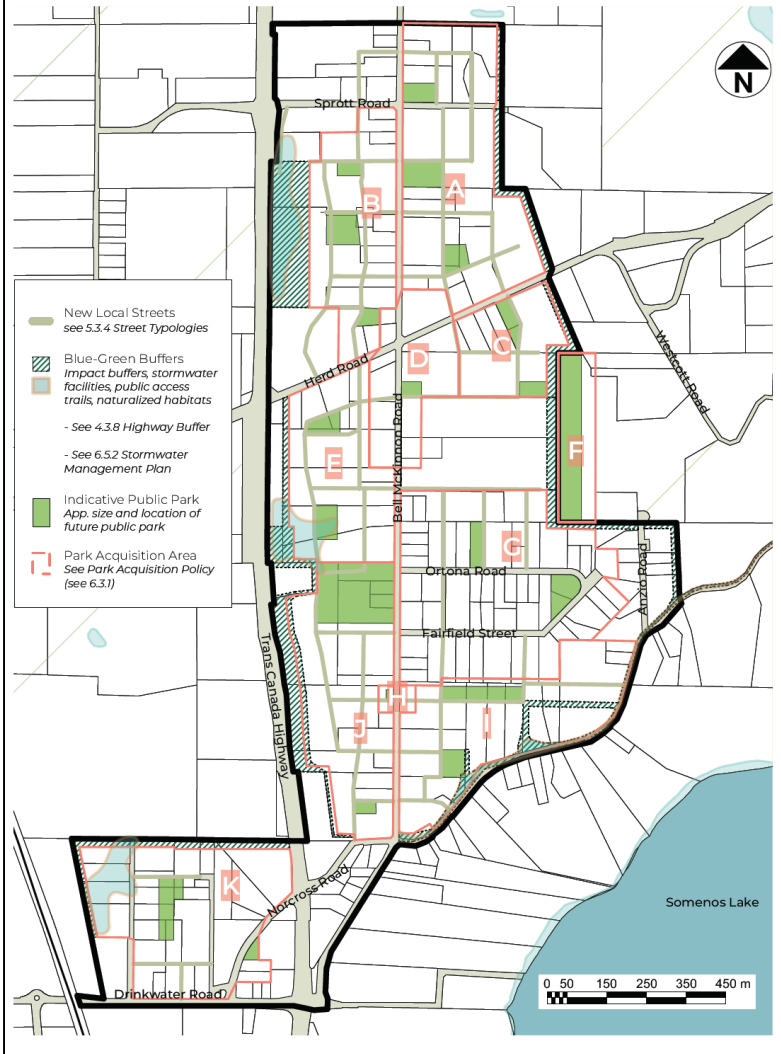 N
Sprott Road
A
B
New Local Streets
see 5.3.4 Street Typologies
Blue-Green Buffers
Impact buffers, stormwater
facilities, public access
trails, naturalized habitats
- See 4.3.8 Highway Buffer
- See 6.5.2 Stormwater
Management Plan
Indicative Public Park
App. size and location of
future public park
Park Acquisition Area
See Park Acquisition Policy
(see 6.3.1)
Westcott Road
C
D
Herd Road
Bell McKinnon Road
E
F
G
Ortona Road
Anzio Road
Fairfield Street
Trans Canada Highway
H
I
J
K
Norcross Road
Somenos Lake
Drinkwater Road
0 50 150 250 350 450 m